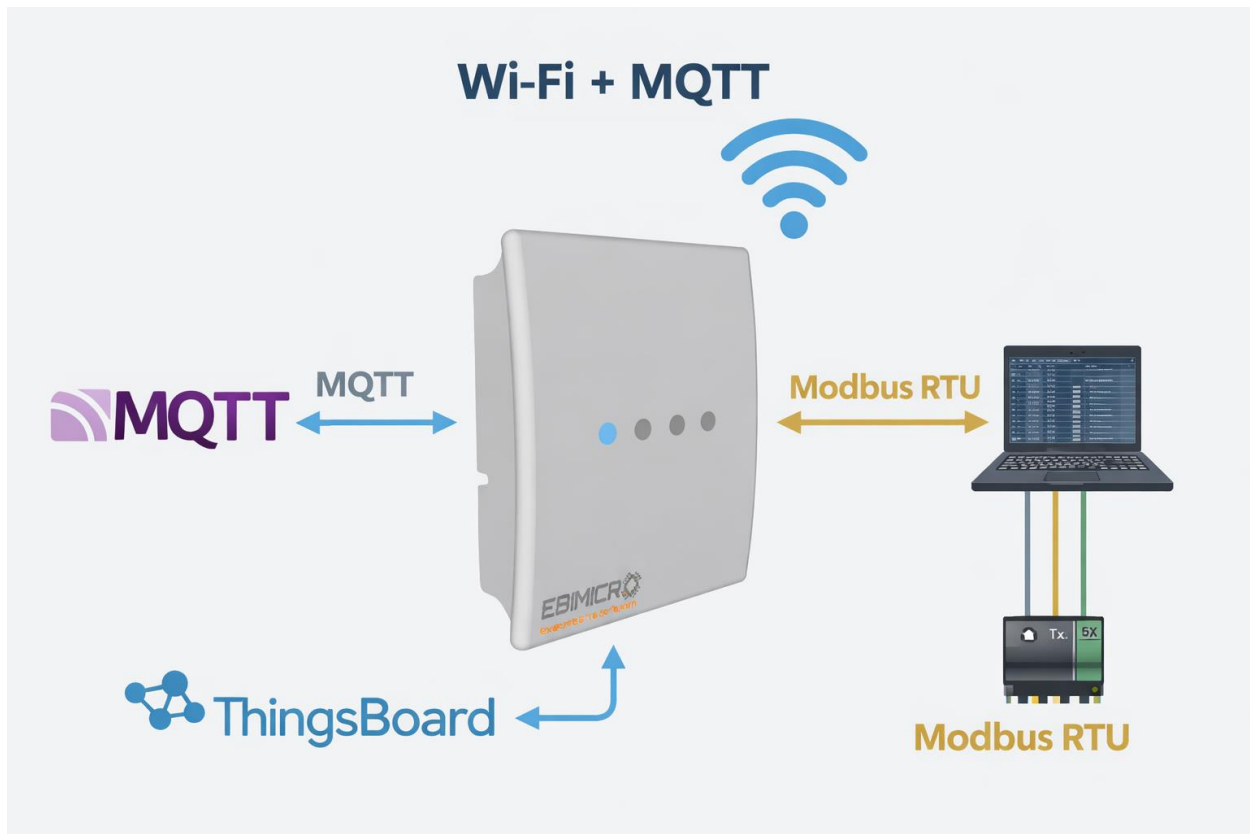 Wi-Fi + MQTT
MQTT
MQTT
Modbus RTU
EBIMICRO
ThingsBoard
Tx.
5X
Modbus RTU